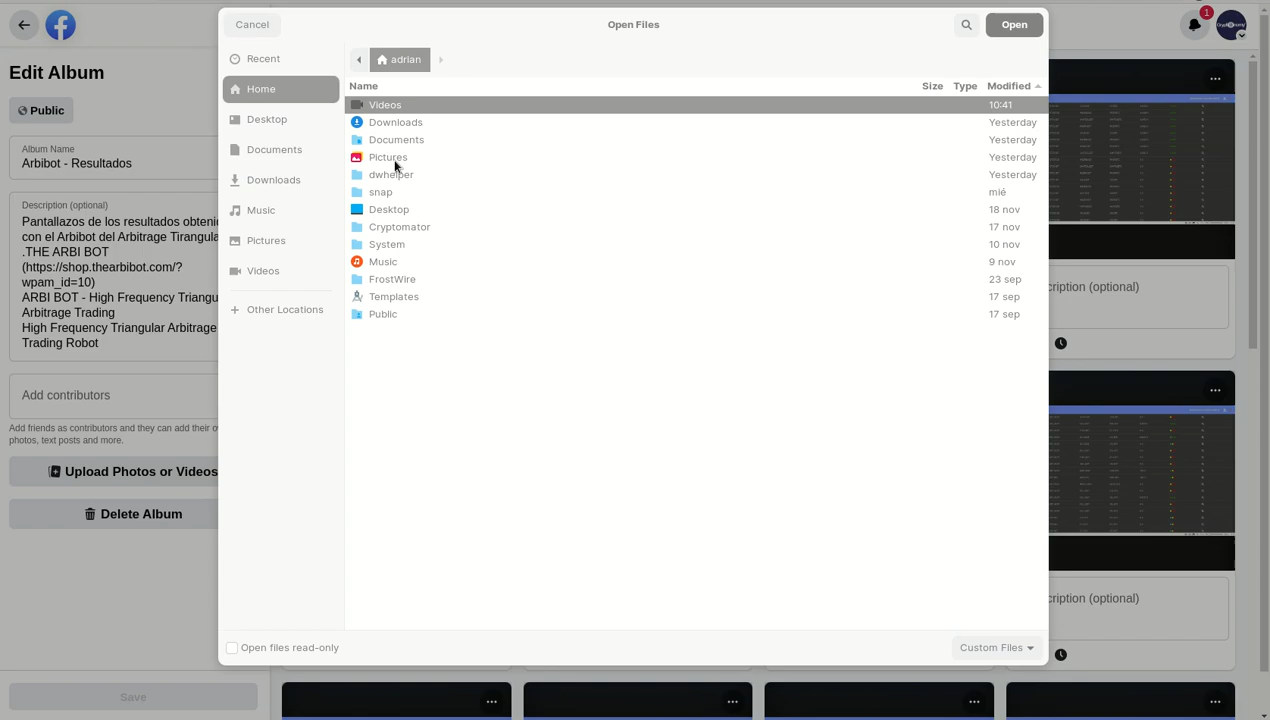 Cancel
Open Files
Open
1
Edit Album
Public
Album Name
Arbibot - Resultados
Description (optional)
Pantallazos de los resultados obteni
con el Arbibot del Arbitrage Tirangula
.THE ARBI BOT
(https://shop.thearbibot.com/?
wpam_id=10)
ARBI BOT - High Frequency Triangu
Arbitrage Trading
High Frequency Triangular Arbitrage
Trading Robot
Add contributors
Add friends as contributors and they can add their o
photos, text posts and more.
Upload Photos or Videos
Delete Album
Save
Recent
Home
Desktop
Documents
Downloads
Music
Pictures
Videos
Other Locations
adrian
Name Size Type Modified
Videos 10:41
Downloads Yesterday
Documents Yesterday
Pictures Yesterday
dwhelper Yesterday
snap mié
Desktop 18 nov
Cryptomator 17 nov
System 10 nov
Music 9 nov
FrostWire 23 sep
Templates 17 sep
Public 17 sep
Open files read-only
Custom Files
cription (optional)
cription (optional)